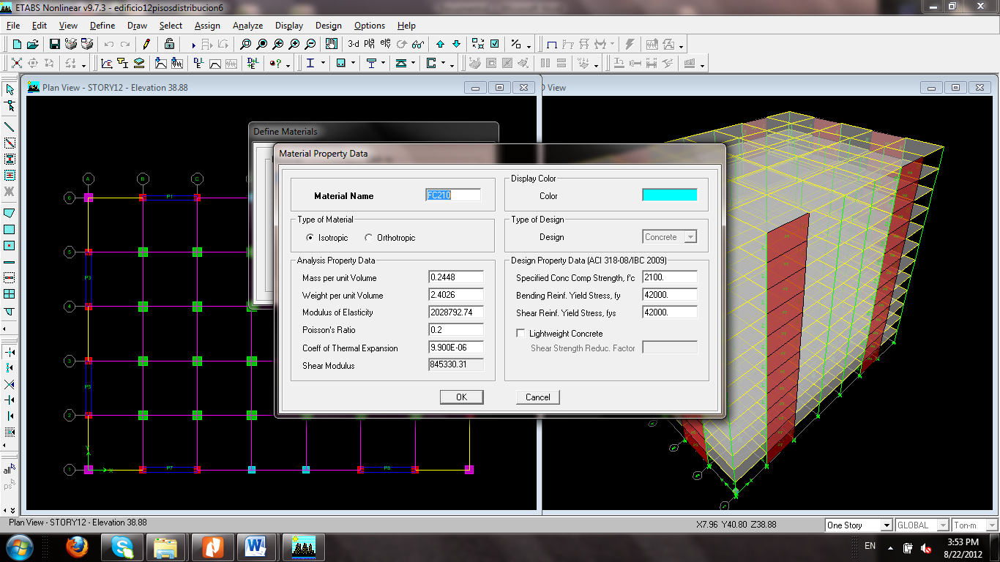 ETABS Nonlinear v9.7.3 - edificio12pisosdistribucion6
File Edit View Define Draw Select Assign Analyze Display Design Options Help
3-d
all
ps
Plan View - STORY12 - Elevation 38.88
D View
Define Materials
Material Property Data
Material Name FC210
Display Color
Color
Type of Material
Isotropic Orthotropic
Type of Design
Design Concrete
Analysis Property Data
Mass per unit Volume 0.2448
Weight per unit Volume 2.4026
Modulus of Elasticity 2028792.74
Poisson's Ratio 0.2
Coeff of Thermal Expansion 9.900E-06
Shear Modulus 845330.31
Design Property Data (ACI 318-08/IBC 2009)
Specified Conc Comp Strength, f'c 2100.
Bending Reinf. Yield Stress, fy 42000.
Shear Reinf. Yield Stress, fys 42000.
Lightweight Concrete
Shear Strength Reduc. Factor
OK Cancel
A B C
6 P1
5
P3
4
3
P5
2
1 P7 P8
X
Y
Plan View - STORY12 - Elevation 38.88
X7.96 Y40.80 Z38.88
One Story GLOBAL Ton-m
EN
3:53 PM
8/22/2012